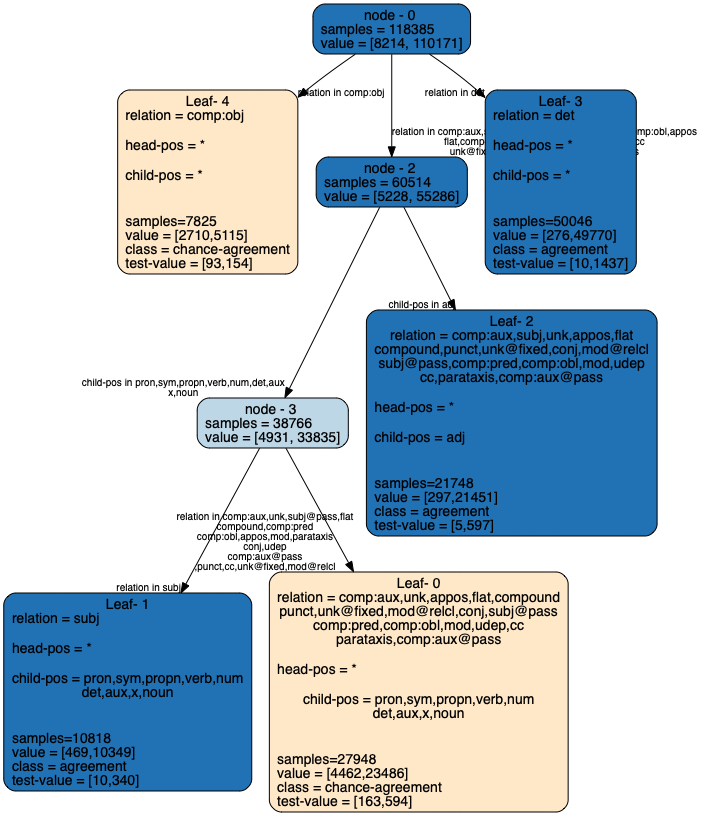 node - 0
samples = 118385
value = [8214, 110171]
relation in comp:obj
relation in det
Leaf- 4
relation = comp:obj
head-pos = *
child-pos = *
samples=7825
value = [2710,5115]
class = chance-agreement
test-value = [93,154]
Leaf- 3
relation = det
head-pos = *
child-pos = *
samples=50046
value = [276,49770]
class = agreement
test-value = [10,1437]
relation in comp:aux,
comp:obl,appos
flat,comp
cc
node - 2
samples = 60514
value = [5228, 55286]
child-pos in adj
Leaf- 2
relation = comp:aux,subj,unk,appos,flat
compound,punct,unk@fixed,conj,mod@relcl
subj@pass,comp:pred,comp:obl,mod,udep
cc,parataxis,comp:aux@pass
head-pos = *
child-pos = adj
samples=21748
value = [297,21451]
class = agreement
test-value = [5,597]
child-pos in pron,sym,propn,verb,num,det,aux
x,noun
node - 3
samples = 38766
value = [4931, 33835]
relation in comp:aux,unk,subj@pass,flat
compound,comp:pred
comp:obl,appos,mod,parataxis
conj,udep
comp:aux@pass
,punct,cc,unk@fixed,mod@relcl
relation in subj
Leaf- 1
relation = subj
head-pos = *
child-pos = pron,sym,propn,verb,num
det,aux,x,noun
samples=10818
value = [469,10349]
class = agreement
test-value = [10,340]
Leaf- 0
relation = comp:aux,unk,appos,flat,compound
punct,unk@fixed,mod@relcl,conj,subj@pass
comp:pred,comp:obl,mod,udep,cc
parataxis,comp:aux@pass
head-pos = *
child-pos = pron,sym,propn,verb,num
det,aux,x,noun
samples=27948
value = [4462,23486]
class = chance-agreement
test-value = [163,594]